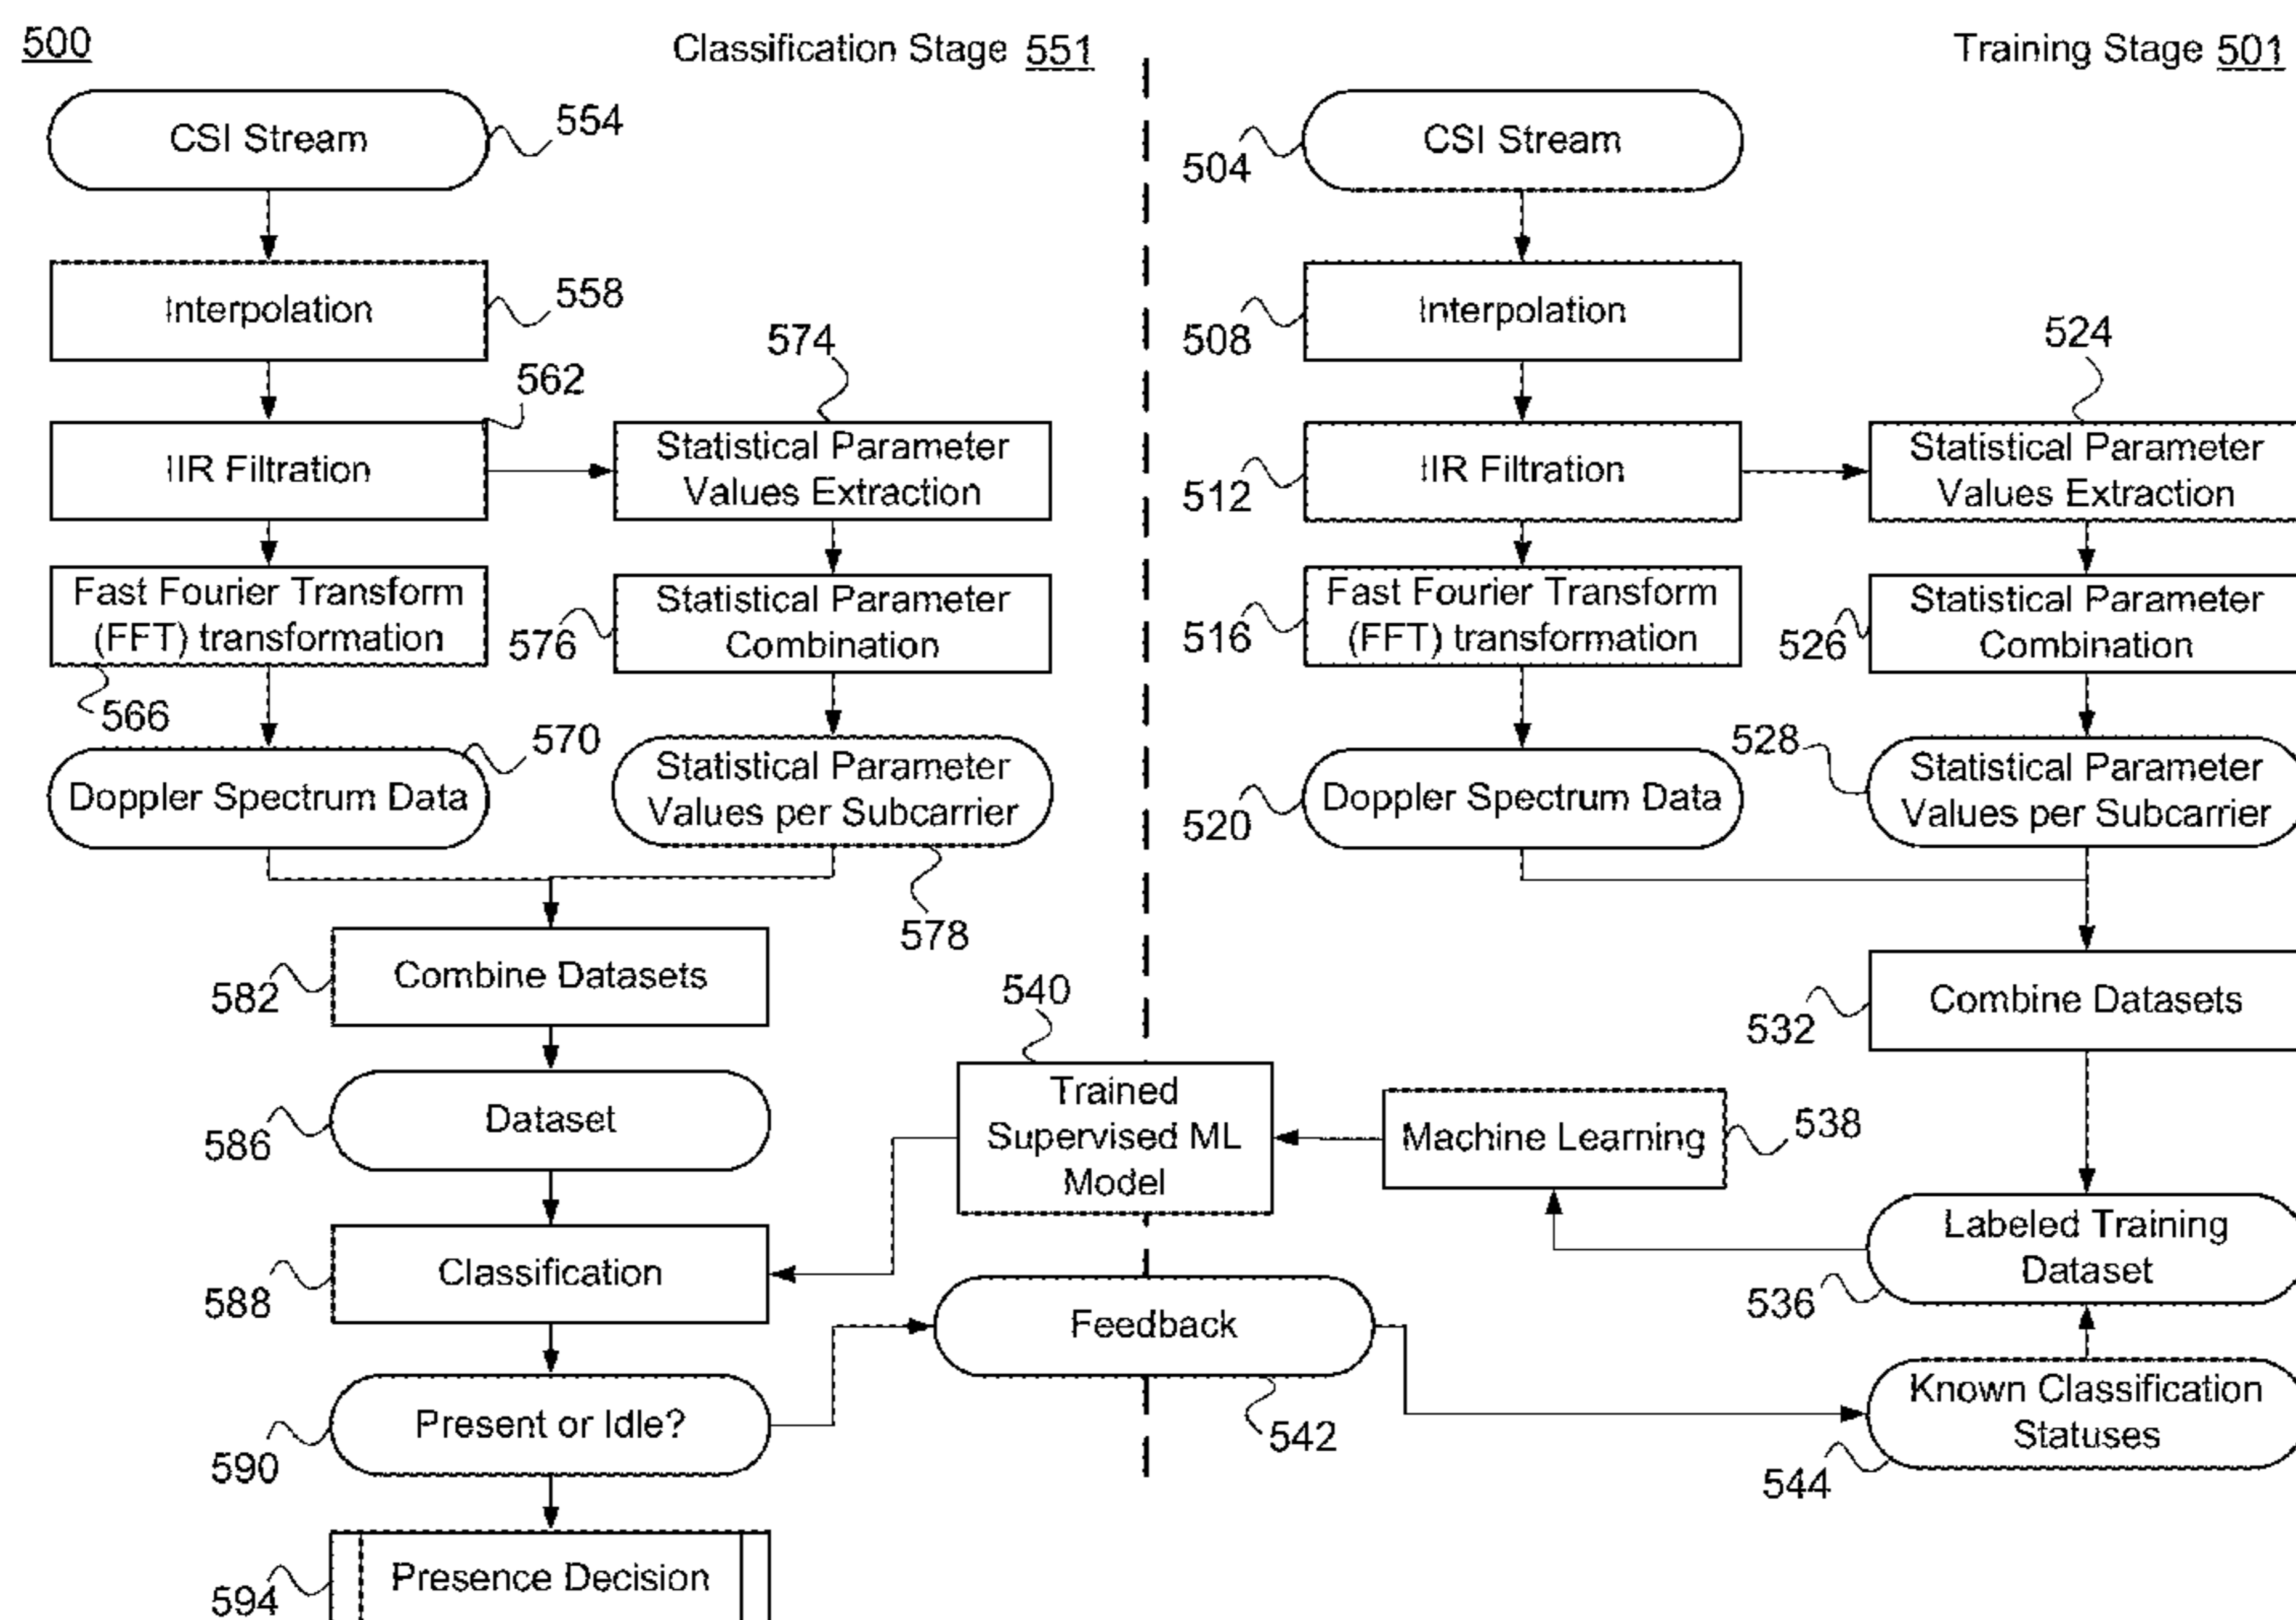 500
Classification Stage 551
Training Stage 501
CSI Stream
554
Interpolation
558
562
574
IIR Filtration
Statistical Parameter
Values Extraction
Fast Fourier Transform
(FFT) transformation
566
576
Statistical Parameter
Combination
570
Doppler Spectrum Data
Statistical Parameter
Values per Subcarrier
578
582
Combine Datasets
586
Dataset
588
Classification
590
Present or Idle?
594
Presence Decision
540
Trained
Supervised ML
Model
Feedback
542
504
CSI Stream
508
Interpolation
524
512
IIR Filtration
Statistical Parameter
Values Extraction
516
Fast Fourier Transform
(FFT) transformation
526
Statistical Parameter
Combination
520
Doppler Spectrum Data
528
Statistical Parameter
Values per Subcarrier
532
Combine Datasets
Machine Learning
538
Labeled Training
Dataset
536
Known Classification
Statuses
544